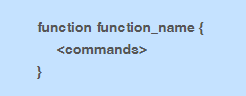 function function_name {
<commands>
}